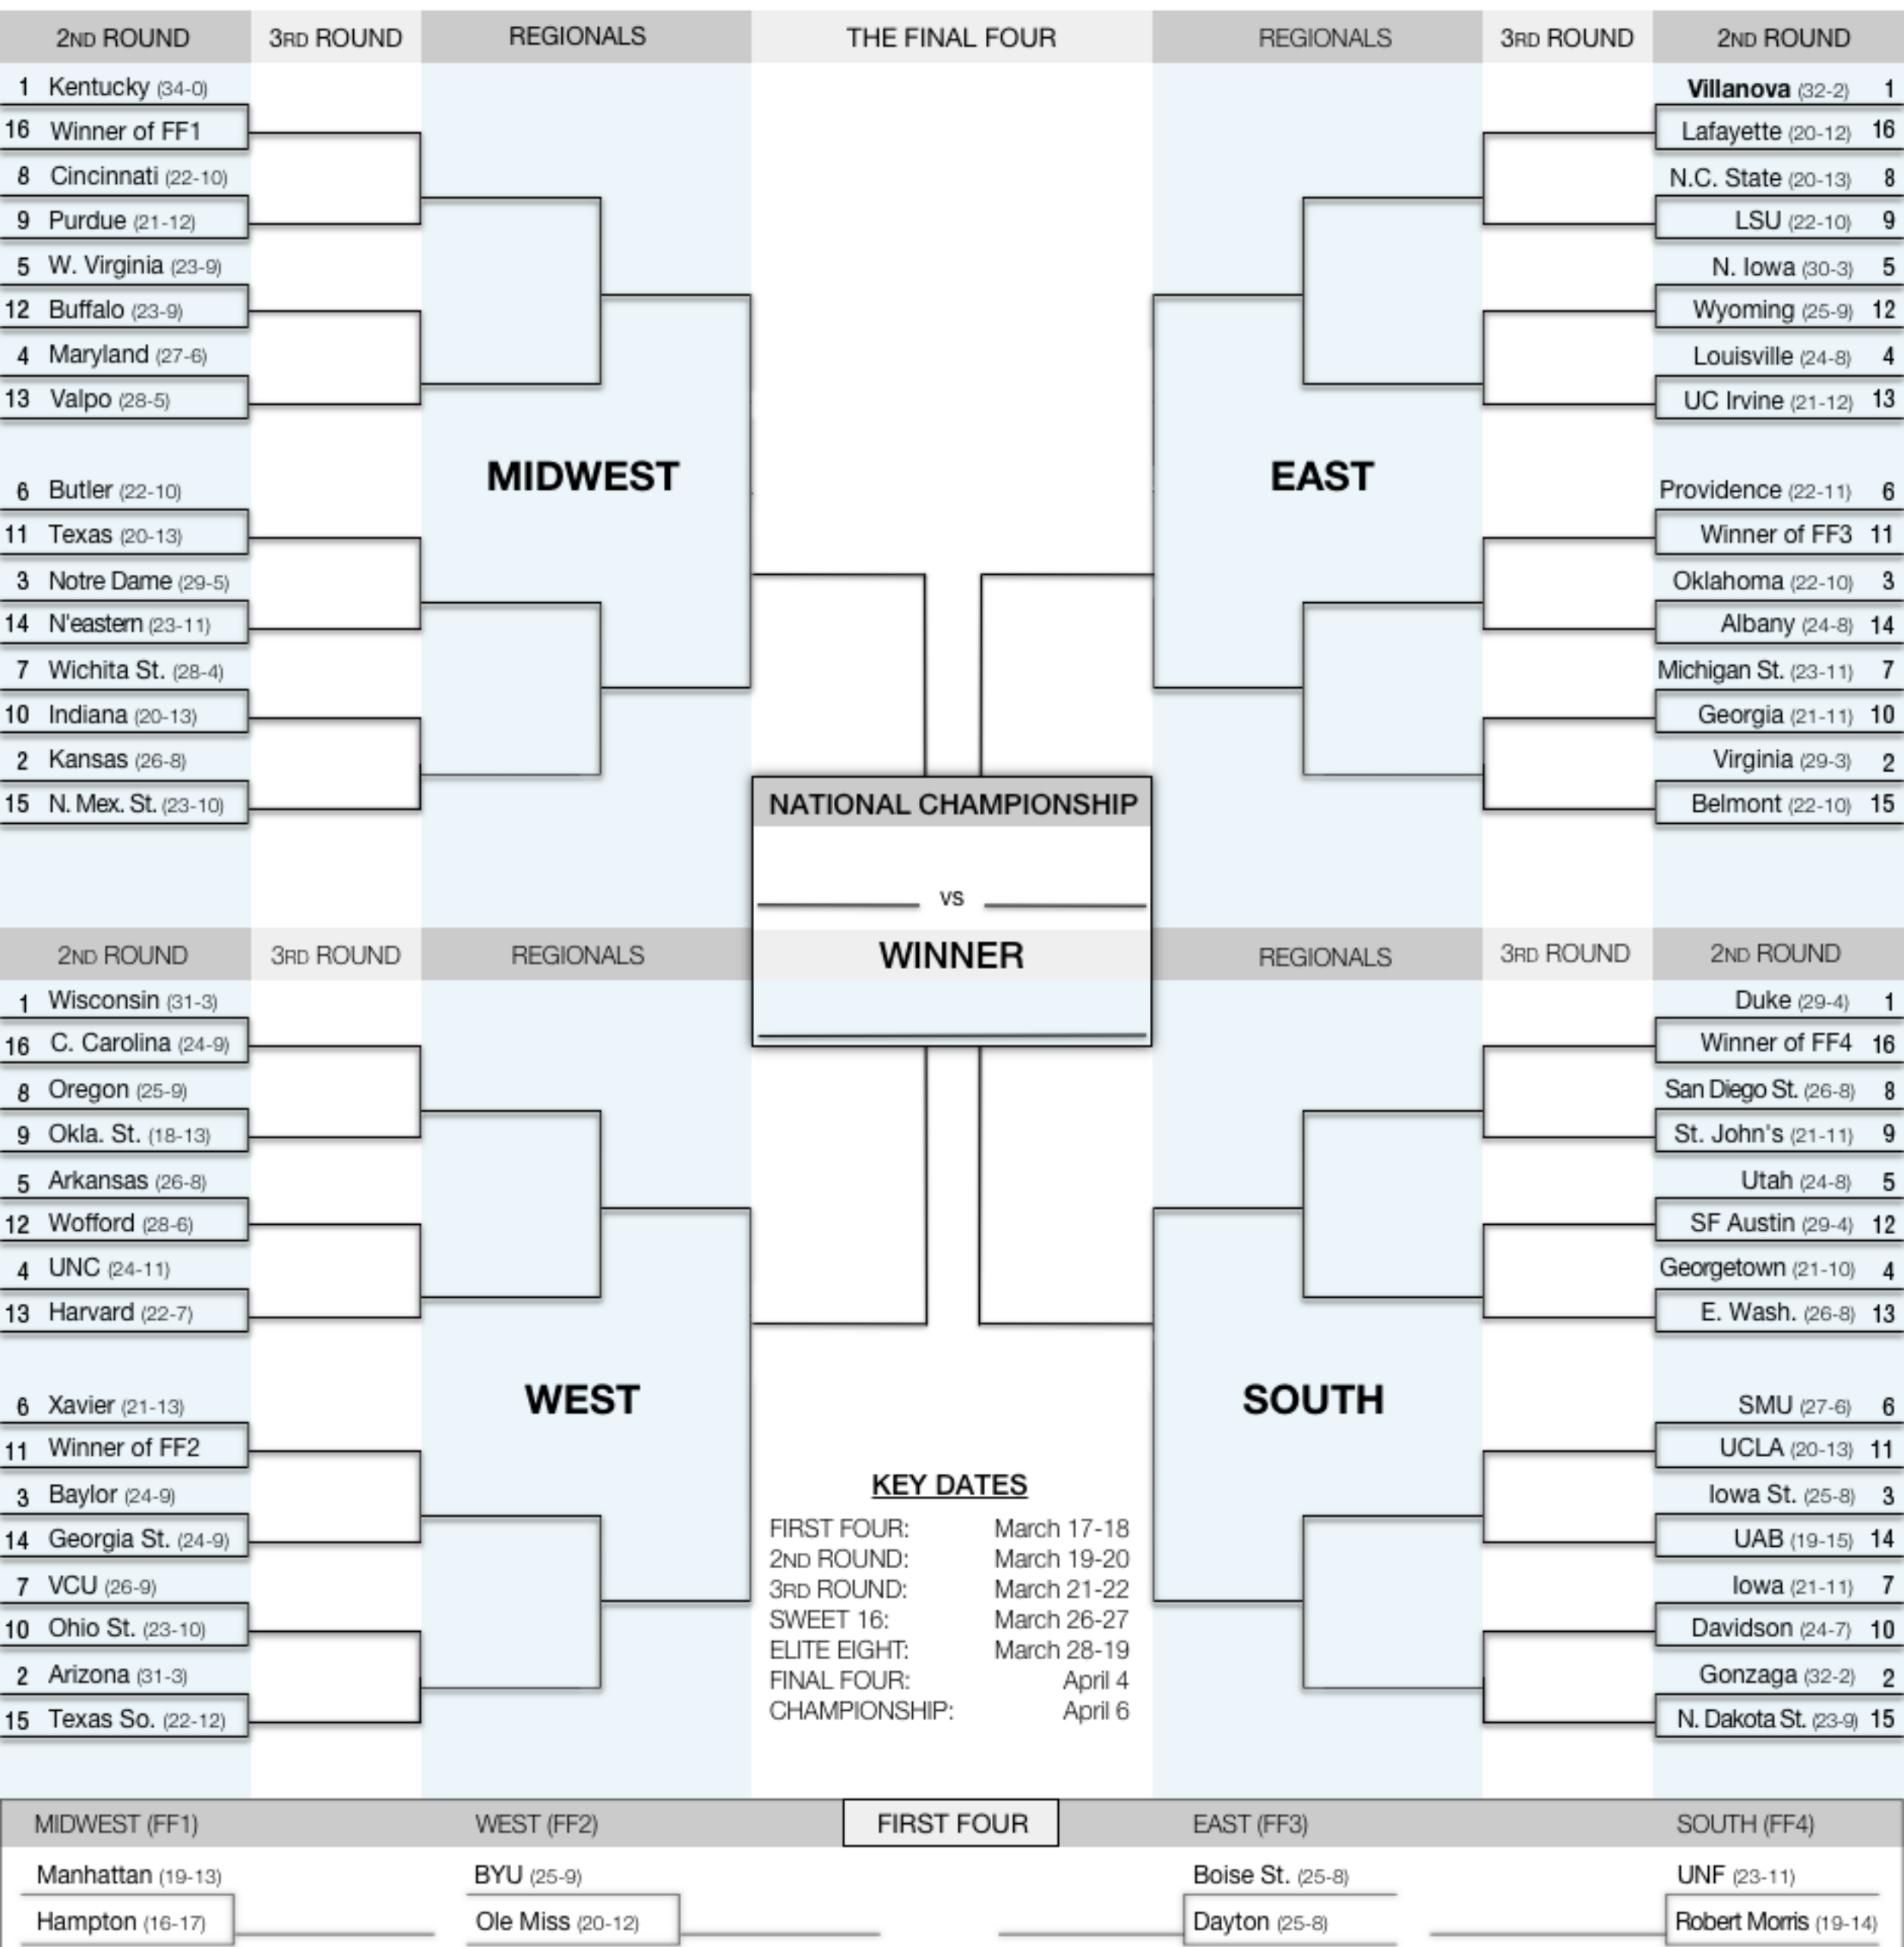 2ND ROUND 3RD ROUND REGIONALS THE FINAL FOUR REGIONALS 3RD ROUND 2ND ROUND
1 Kentucky (34-0)
16 Winner of FF1
8 Cincinnati (22-10)
9 Purdue (21-12)
5 W. Virginia (23-9)
12 Buffalo (23-9)
4 Maryland (27-6)
13 Valpo (28-5)
MIDWEST
6 Butler (22-10)
11 Texas (20-13)
3 Notre Dame (29-5)
14 N'eastern (23-11)
7 Wichita St. (28-4)
10 Indiana (20-13)
2 Kansas (26-8)
15 N. Mex. St. (23-10)
Villanova (32-2) 1
Lafayette (20-12) 16
N.C. State (20-13) 8
LSU (22-10) 9
N. Iowa (30-3) 5
Wyoming (25-9) 12
Louisville (24-8) 4
UC Irvine (21-12) 13
EAST
Providence (22-11) 6
Winner of FF3 11
Oklahoma (22-10) 3
Albany (24-8) 14
Michigan St. (23-11) 7
Georgia (21-11) 10
Virginia (29-3) 2
Belmont (22-10) 15
NATIONAL CHAMPIONSHIP
vs
WINNER
2ND ROUND 3RD ROUND REGIONALS REGIONALS 3RD ROUND 2ND ROUND
1 Wisconsin (31-3)
16 C. Carolina (24-9)
8 Oregon (25-9)
9 Okla. St. (18-13)
5 Arkansas (26-8)
12 Wofford (28-6)
4 UNC (24-11)
13 Harvard (22-7)
WEST
6 Xavier (21-13)
11 Winner of FF2
3 Baylor (24-9)
14 Georgia St. (24-9)
7 VCU (26-9)
10 Ohio St. (23-10)
2 Arizona (31-3)
15 Texas So. (22-12)
Duke (29-4) 1
Winner of FF4 16
San Diego St. (26-8) 8
St. John's (21-11) 9
Utah (24-8) 5
SF Austin (29-4) 12
Georgetown (21-10) 4
E. Wash. (26-8) 13
SOUTH
SMU (27-6) 6
UCLA (20-13) 11
Iowa St. (25-8) 3
UAB (19-15) 14
Iowa (21-11) 7
Davidson (24-7) 10
Gonzaga (32-2) 2
N. Dakota St. (23-9) 15
KEY DATES
FIRST FOUR: March 17-18
2ND ROUND: March 19-20
3RD ROUND: March 21-22
SWEET 16: March 26-27
ELITE EIGHT: March 28-19
FINAL FOUR: April 4
CHAMPIONSHIP: April 6
MIDWEST (FF1) WEST (FF2) FIRST FOUR EAST (FF3) SOUTH (FF4)
Manhattan (19-13) BYU (25-9) Boise St. (25-8) UNF (23-11)
Hampton (16-17) Ole Miss (20-12) Dayton (25-8) Robert Morris (19-14)